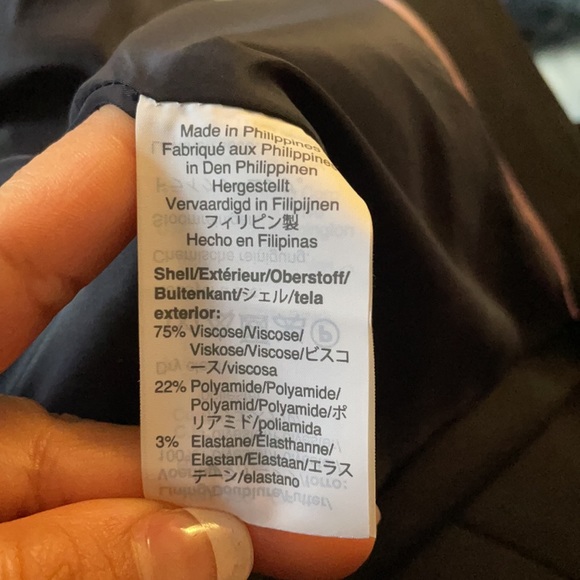 Made in Philippines
Fabriqué aux Philippines
in Den Philippinen
Hergestellt
Vervaardigd in Filipijnen
フィリピン製
Hecho en Filipinas
Shell/Extérieur/Oberstoff/
Buitenkant/シェル/tela
exterior:
75% Viscose/Viscose/
Viskose/Viscose/ビスコ
ース/viscosa
22% Polyamide/Polyamide/
Polyamid/Polyamide/ポ
リアミド/poliamida
3% Elastane/Élasthanne/
Elastan/Elastaan/エラス
テーン/elastano